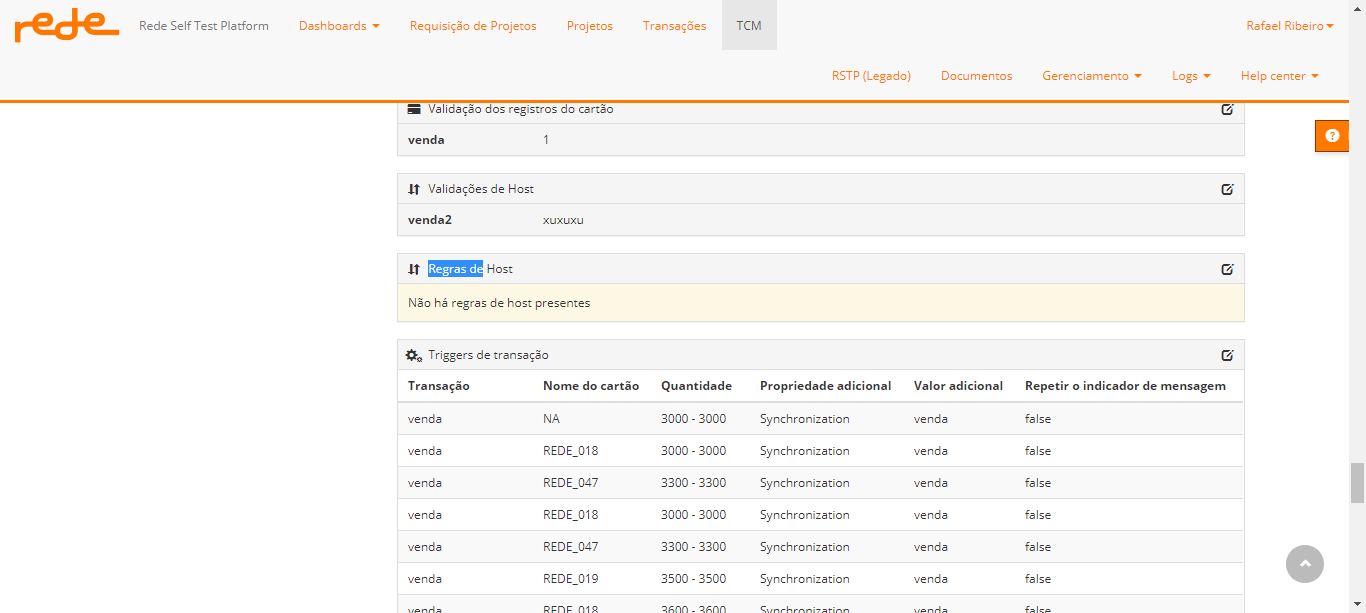 rede Rede Self Test Platform Dashboards Requisição de Projetos Projetos Transações TCM Rafael Ribeiro
RSTP (Legado) Documentos Gerenciamento Logs Help center
Validação dos registros do cartão
venda 1
Validações de Host
venda2 xuxuxu
Regras de Host
Não há regras de host presentes
Triggers de transação
Transação Nome do cartão Quantidade Propriedade adicional Valor adicional Repetir o indicador de mensagem
venda NA 3000 - 3000 Synchronization venda false
venda REDE_018 3000 - 3000 Synchronization venda false
venda REDE_047 3300 - 3300 Synchronization venda false
venda REDE_018 3000 - 3000 Synchronization venda false
venda REDE_047 3300 - 3300 Synchronization venda false
venda REDE_019 3500 - 3500 Synchronization venda false
venda REDE_018 3600 - 3600 Synchronization venda false